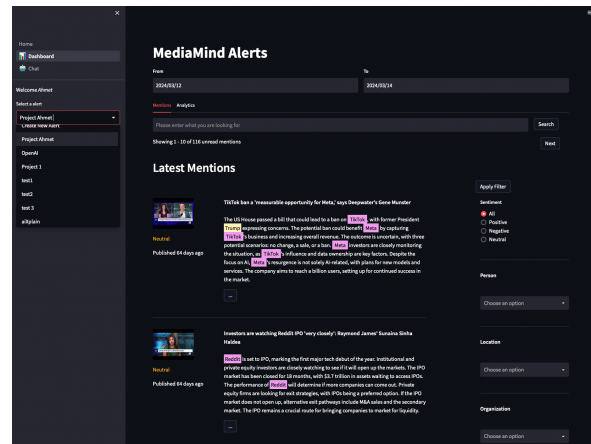 ×
Home
Dashboard
Chat
Welcome Ahmet
Select a alert
Project Ahmet
Create New Alert
Project Ahmet
OpenAI
Project 1
test1
test2
test 3
aiXplain
MediaMind Alerts
From
To
2024/03/12
2024/03/14
Mentions Analytics
Please enter what you are looking for
Search
Showing 1 - 10 of 116 unread mentions
Next
Latest Mentions
Apply Filter
TikTok ban a 'measurable opportunity for Meta,' says Deepwater's Gene Munster
The US House passed a bill that could lead to a ban on TikTok, with former President
Trump expressing concerns. The potential ban could benefit Meta by capturing
TikTok's business and increasing overall revenue. The outcome is uncertain, with three
potential scenarios: no change, a sale, or a ban. Meta investors are closely monitoring
the situation, as TikTok's influence and data ownership are key factors. Despite the
focus on AI, Meta's resurgence is not solely AI-related, with plans for new models and
services. The company aims to reach a billion users, setting up for continued success in
the market.
...
Neutral
Published 64 days ago
Sentiment
All
Positive
Negative
Neutral
Person
Choose an option
Investors are watching Reddit IPO 'very closely': Raymond James' Sunaina Sinha
Haldea
Reddit is set to IPO, marking the first major tech debut of the year. Institutional and
private equity investors are closely watching to see if it will open up the markets. The IPO
market has been closed for 18 months, with $3.7 trillion in assets waiting to access IPOs.
The performance of Reddit will determine if more companies can come out. Private
equity firms are looking for exit strategies, with IPOs being a preferred option. If the IPO
market does not open up, alternative exit pathways include M&A sales and the secondary
market. The IPO remains a crucial route for bringing companies to market for liquidity.
...
Neutral
Published 64 days ago
Location
Choose an option
Organization
Choose an option